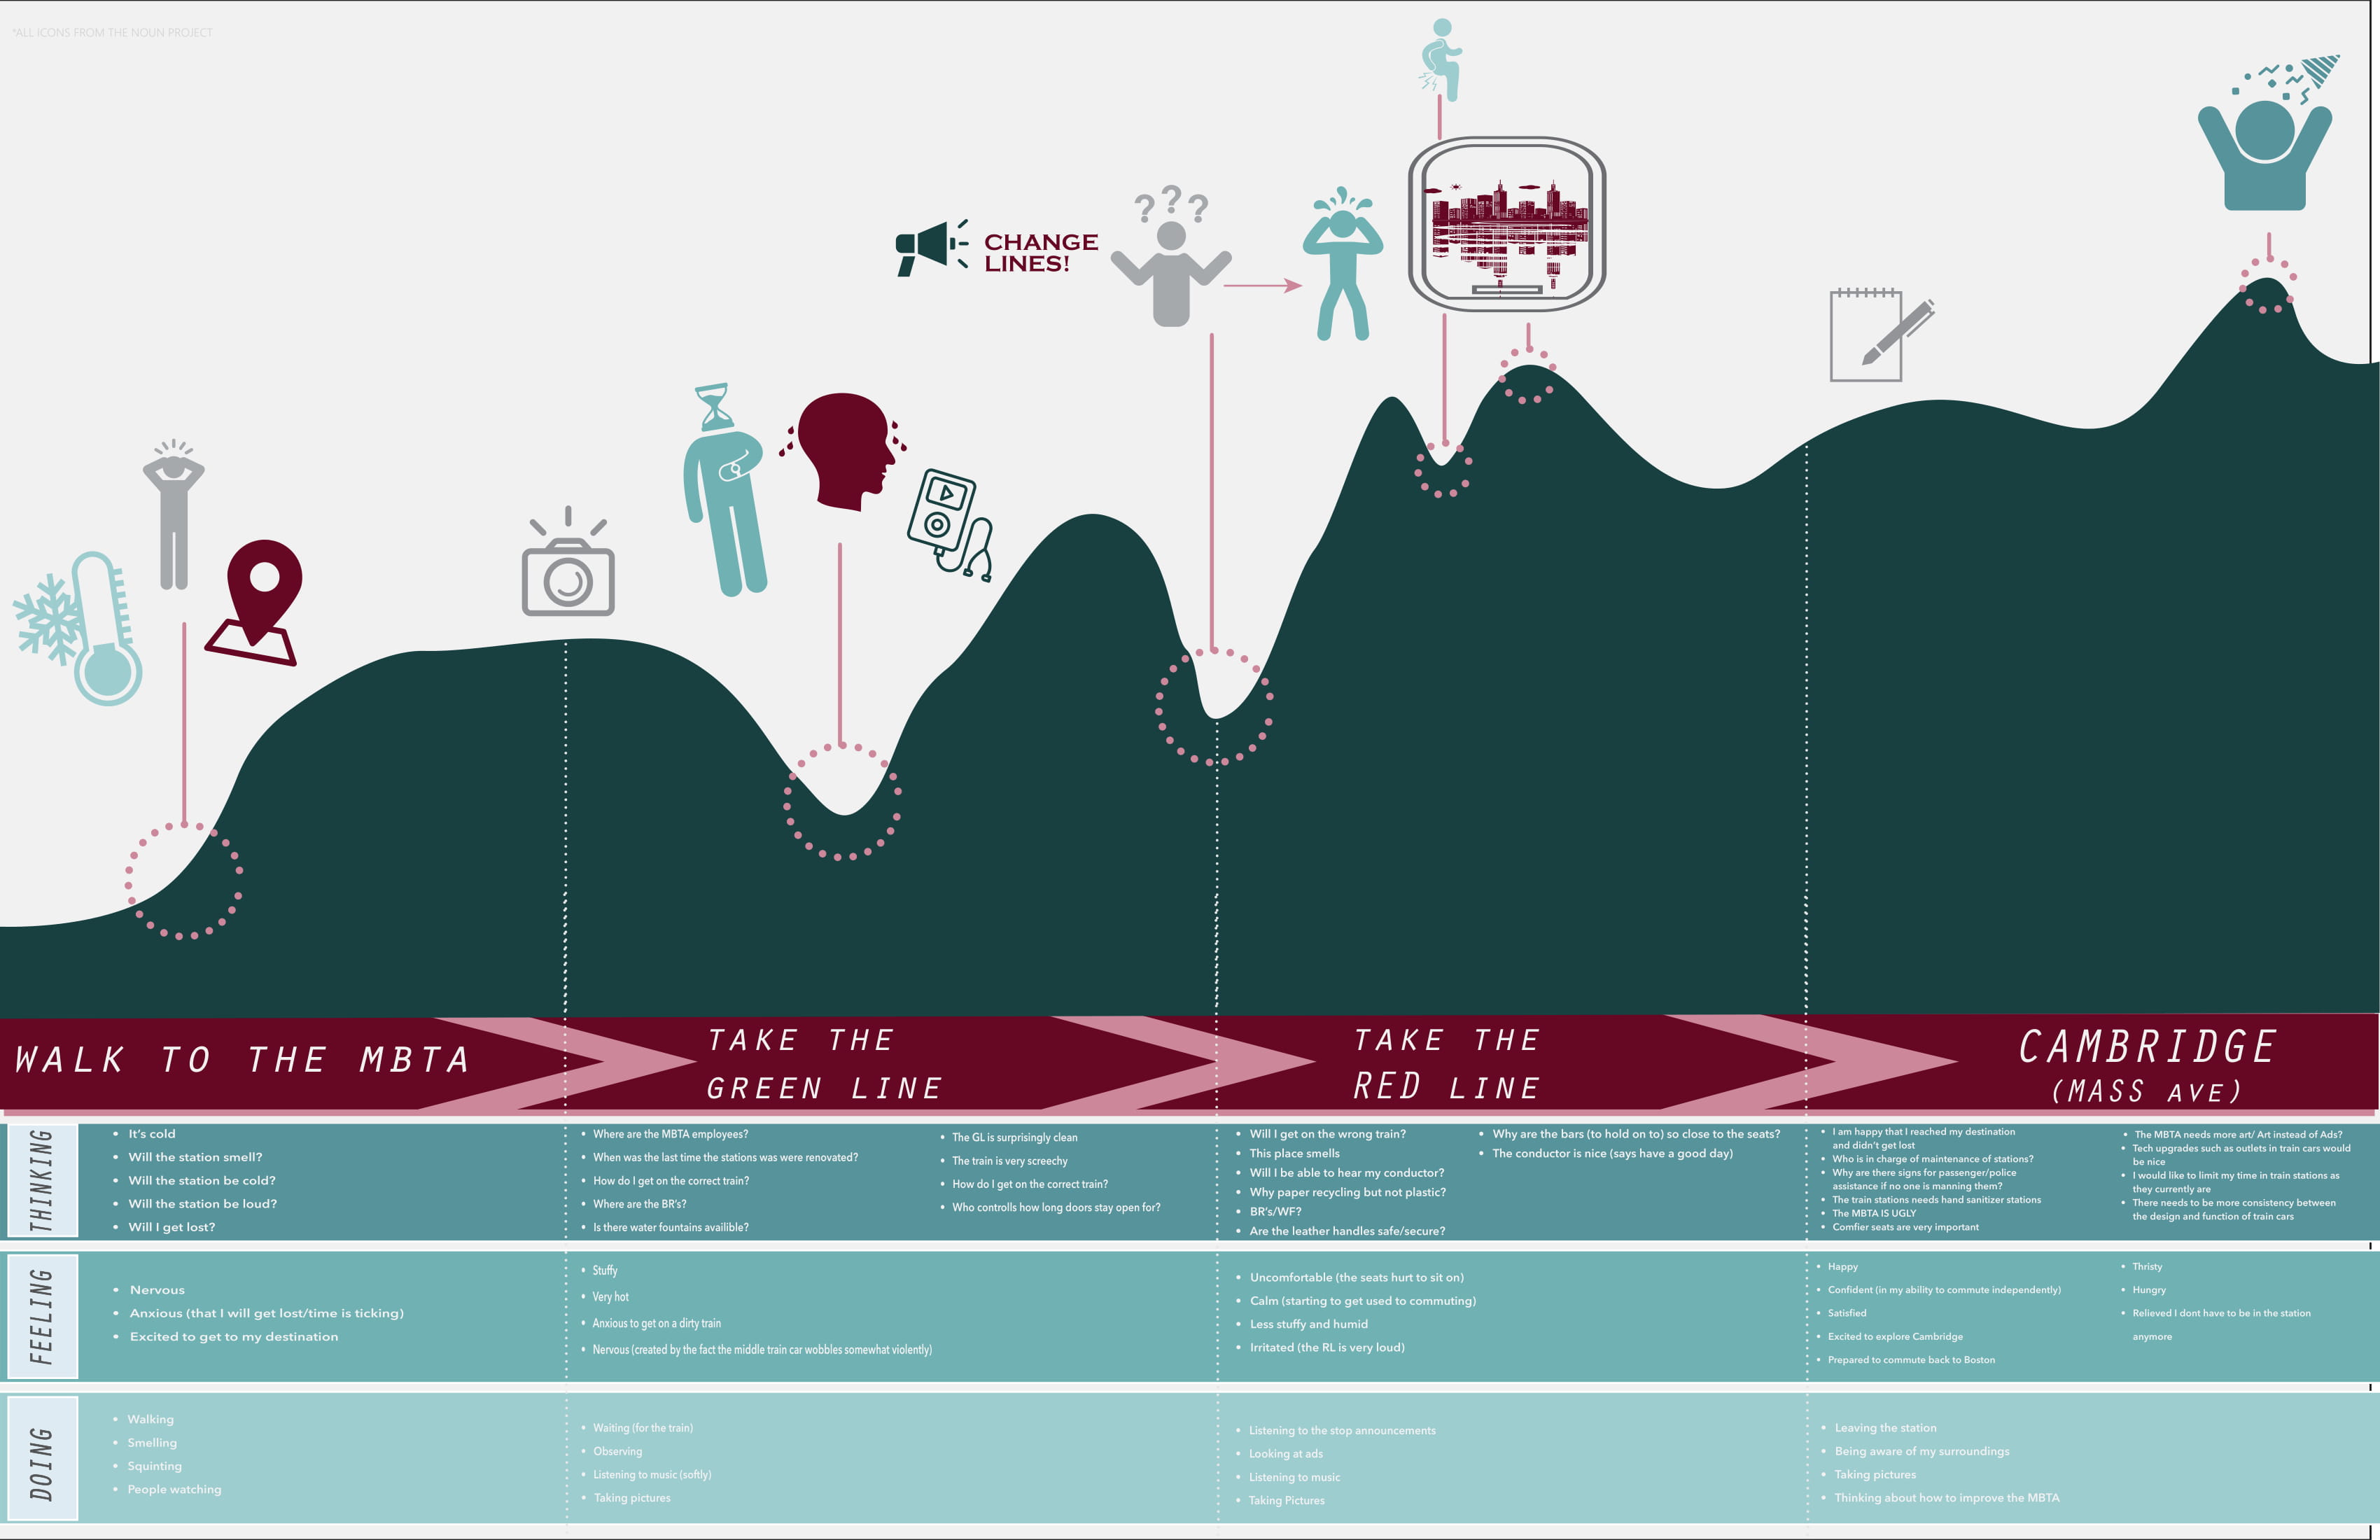 *ALL ICONS FROM THE NOUN PROJECT
? ? ?
CHANGE
LINES!
WALK TO THE MBTA
TAKE THE
GREEN LINE
TAKE THE
RED LINE
CAMBRIDGE
(MASS AVE)
THINKING
• It's cold
• Will the station smell?
• Will the station be cold?
• Will the station be loud?
• Will I get lost?
• Where are the MBTA employees?
• When was the last time the stations was were renovated?
• How do I get on the correct train?
• Where are the BR's?
• Is there water fountains availible?
• The GL is surprisingly clean
• The train is very screechy
• How do I get on the correct train?
• Who controlls how long doors stay open for?
• Will I get on the wrong train?
• This place smells
• Will I be able to hear my conductor?
• Why paper recycling but not plastic?
• BR's/WF?
• Are the leather handles safe/secure?
• Why are the bars (to hold on to) so close to the seats?
• The conductor is nice (says have a good day)
• I am happy that I reached my destination
and didn't get lost
• Who is in charge of maintenance of stations?
• Why are there signs for passenger/police
assistance if no one is manning them?
• The train stations needs hand sanitizer stations
• The MBTA IS UGLY
• Comfier seats are very important
• The MBTA needs more art/ Art instead of Ads?
• Tech upgrades such as outlets in train cars would
be nice
• I would like to limit my time in train stations as
they currently are
• There needs to be more consistency between
the design and function of train cars
FEELING
• Nervous
• Anxious (that I will get lost/time is ticking)
• Excited to get to my destination
• Stuffy
• Very hot
• Anxious to get on a dirty train
• Nervous (created by the fact the middle train car wobbles somewhat violently)
• Uncomfortable (the seats hurt to sit on)
• Calm (starting to get used to commuting)
• Less stuffy and humid
• Irritated (the RL is very loud)
• Happy
• Confident (in my ability to commute independently)
• Satisfied
• Excited to explore Cambridge
• Prepared to commute back to Boston
• Thristy
• Hungry
• Relieved I dont have to be in the station
anymore
DOING
• Walking
• Smelling
• Squinting
• People watching
• Waiting (for the train)
• Observing
• Listening to music (softly)
• Taking pictures
• Listening to the stop announcements
• Looking at ads
• Listening to music
• Taking Pictures
• Leaving the station
• Being aware of my surroundings
• Taking pictures
• Thinking about how to improve the MBTA